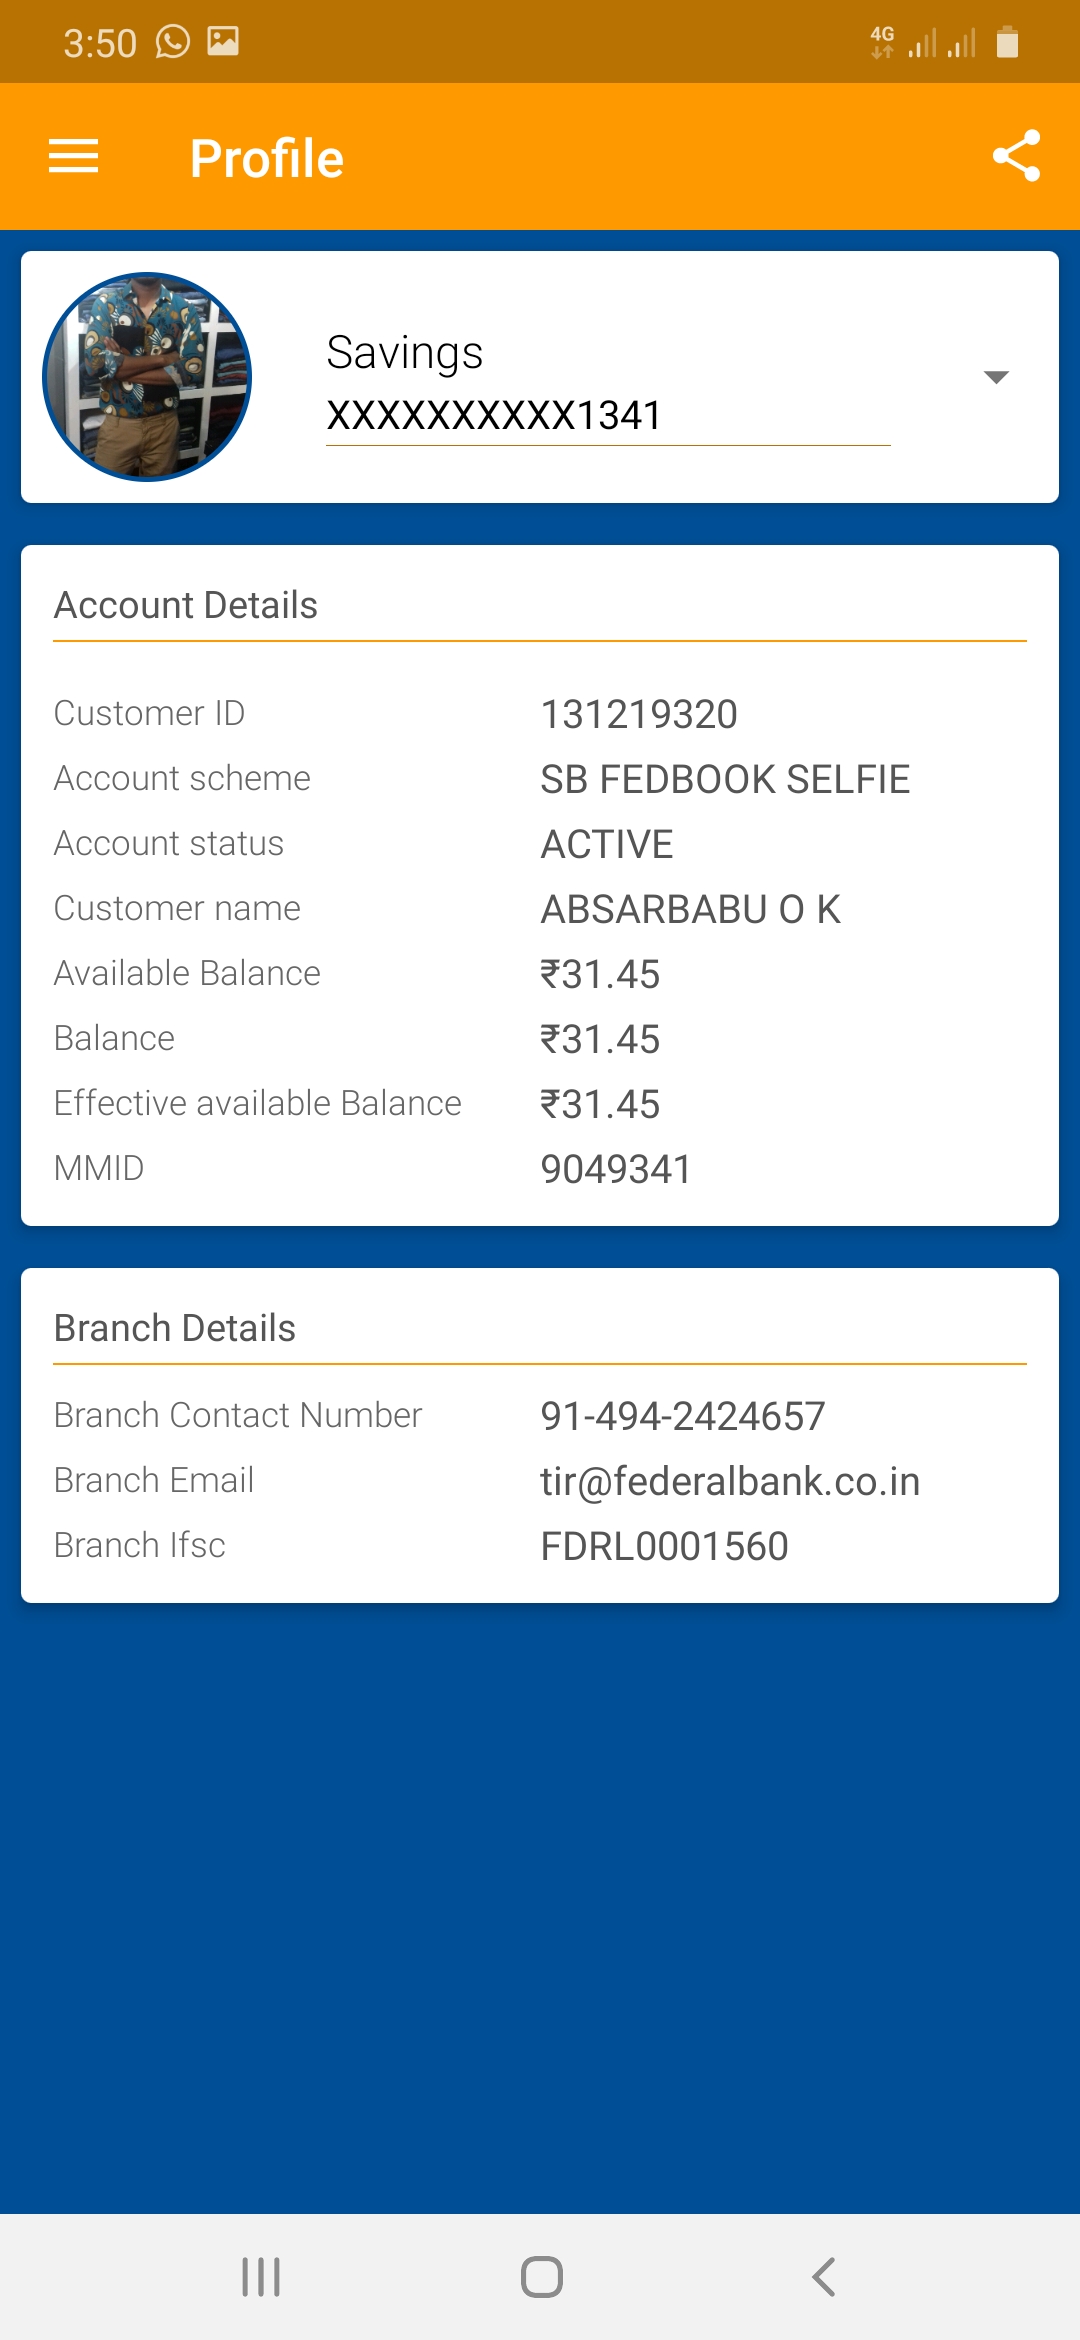 3:50
4G
Profile
Savings
XXXXXXXXXX1341
Account Details
Customer ID 131219320
Account scheme SB FEDBOOK SELFIE
Account status ACTIVE
Customer name ABSARBABU O K
Available Balance ₹31.45
Balance ₹31.45
Effective available Balance ₹31.45
MMID 9049341
Branch Details
Branch Contact Number 91-494-2424657
Branch Email tir@federalbank.co.in
Branch Ifsc FDRL0001560